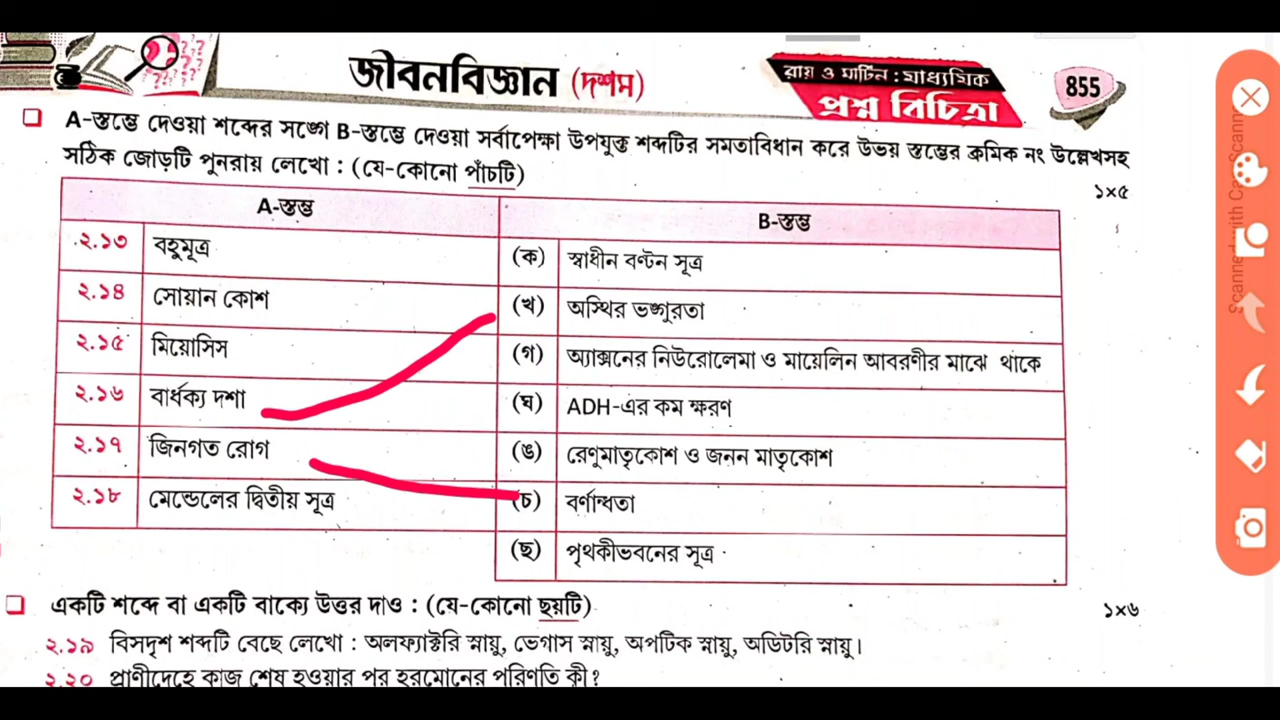 জীবনবিজ্ঞান (দশম)
রায় ও মার্টিন : মাধ্যমিক
প্রশ্ন বিচিত্রা
855
A-স্তম্ভে দেওয়া শব্দের সঙ্গে B-স্তম্ভে দেওয়া সর্বাপেক্ষা উপযুক্ত শব্দটির সমতাবিধান করে উভয় স্তম্ভের ক্রমিক নং উল্লেখসহ
সঠিক জোড়টি পুনরায় লেখো : (যে-কোনো পাঁচটি)
১×৫
A-স্তম্ভ B-স্তম্ভ
২.১৩ বহুমূত্র (ক) স্বাধীন বণ্টন সূত্র
২.১৪ সোয়ান কোশ (খ) অস্থির ভঙ্গুরতা
২.১৫ মিয়োসিস (গ) অ্যাক্সনের নিউরোলেমা ও মায়েলিন আবরণীর মাঝে থাকে
২.১৬ বার্ধক্য দশা (ঘ) ADH-এর কম ক্ষরণ
২.১৭ জিনগত রোগ (ঙ) রেণুমাতৃকোশ ও জনন মাতৃকোশ
২.১৮ মেন্ডেলের দ্বিতীয় সূত্র (চ) বর্ণান্ধতা
(ছ) পৃথকীভবনের সূত্র
একটি শব্দে বা একটি বাক্যে উত্তর দাও : (যে-কোনো ছয়টি) ১×৬
২.১৯ বিসদৃশ শব্দটি বেছে লেখো : অলফ্যাক্টরি স্নায়ু, ভেগাস স্নায়ু, অপটিক স্নায়ু, অডিটরি স্নায়ু।
২.২০ প্রাণীদেহে কাজ শেষ হওয়ার পর হরমোনের পরিণতি কী?